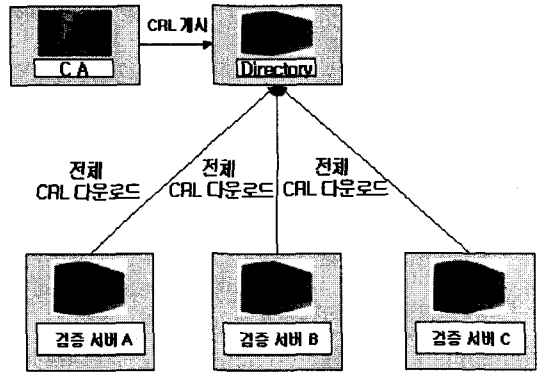 CRL 게시
C A
Directory
전체
CRL 다운로드
전체
CRL 다운로드
전체
CRL 다운로드
검증 서버 A
검증 서버 B
검증 서버 C